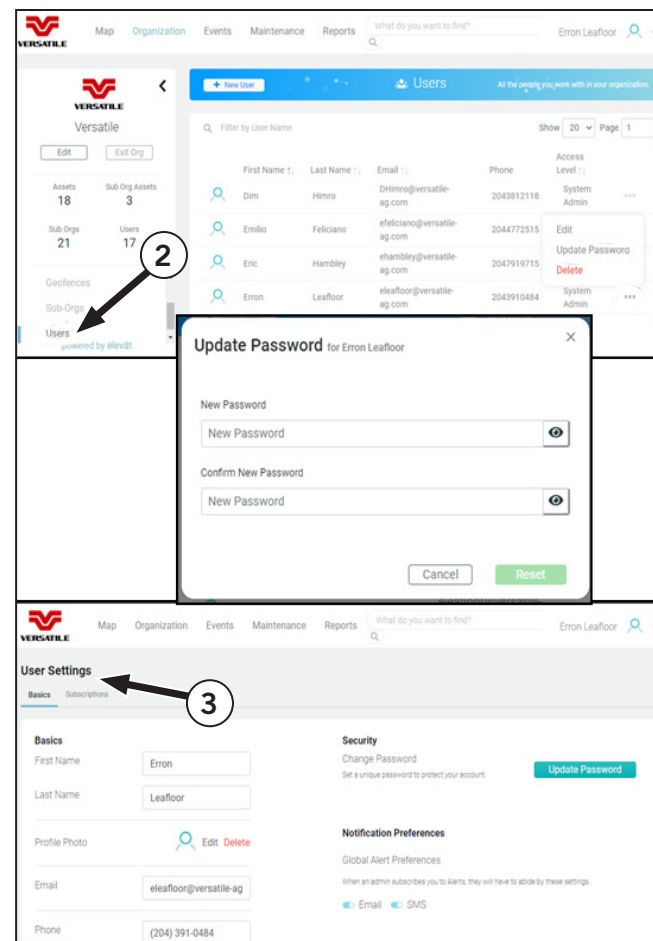 VERSATILE
Map Organization Events Maintenance Reports What do you want to find? Erron Leafloor
VERSATILE
Versatile
Edit Exit Org
Assets Sub Org Assets
18 3
Sub Orgs Users
21 17
Geofences
Sub-Orgs
Users
powered by elevāt
2
+ New User Users All the people you work with in your organization.
Filter by User Name Show 20 Page 1
First Name ↑↓ Last Name ↑↓ Email ↑↓ Phone Access Level ↑↓
Dim Himro DHimro@versatile-ag.com 2043812118 System Admin ...
Emilio Feliciano efeliciano@versatile-ag.com 2044772515
Eric Hambley ehambley@versatile-ag.com 2047919715
Erron Leafloor eleafloor@versatile-ag.com 2043910484 System Admin ...
Edit
Update Password
Delete
Update Password for Erron Leafloor ×
New Password
New Password
Confirm New Password
New Password
Cancel Reset
VERSATILE
Map Organization Events Maintenance Reports What do you want to find? Erron Leafloor
User Settings
Basics Subscriptions
3
Basics
First Name Erron
Last Name Leafloor
Profile Photo Edit Delete
Email eleafloor@versatile-ag
Phone (204) 391-0484
Security
Change Password
Set a unique password to protect your account. Update Password
Notification Preferences
Global Alert Preferences
When an admin subscribes you to Alerts, they will have to abide by these settings.
Email SMS